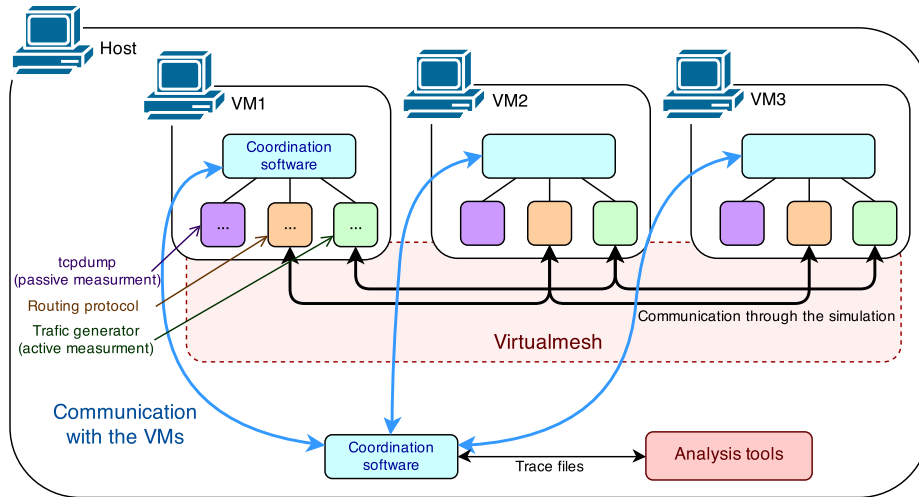 Host
VM1
VM2
VM3
Coordination
software
...
...
...
tcpdump
(passive measurment)
Routing protocol
Trafic generator
(active measurment)
Communication through the simulation
Virtualmesh
Communication
with the VMs
Coordination
software
Trace files
Analysis tools